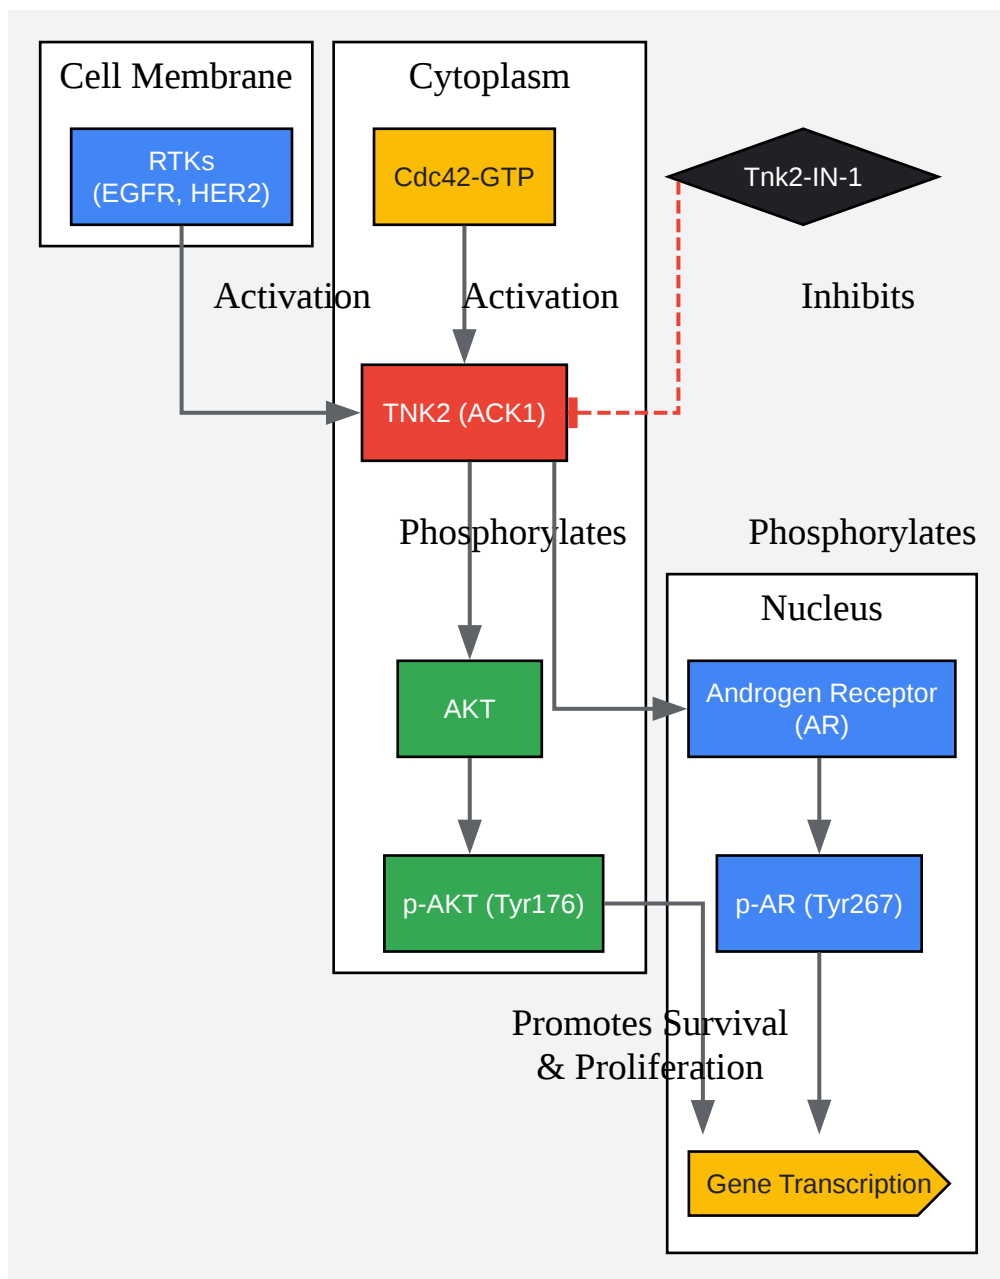 Cell Membrane
Cytoplasm
RTKs
(EGFR, HER2)
Cdc42-GTP
Tnk2-IN-1
Activation
Activation
Inhibits
TNK2 (ACK1)
Phosphorylates
Phosphorylates
Nucleus
AKT
Androgen Receptor
(AR)
p-AKT (Tyr176)
p-AR (Tyr267)
Promotes Survival
& Proliferation
Gene Transcription